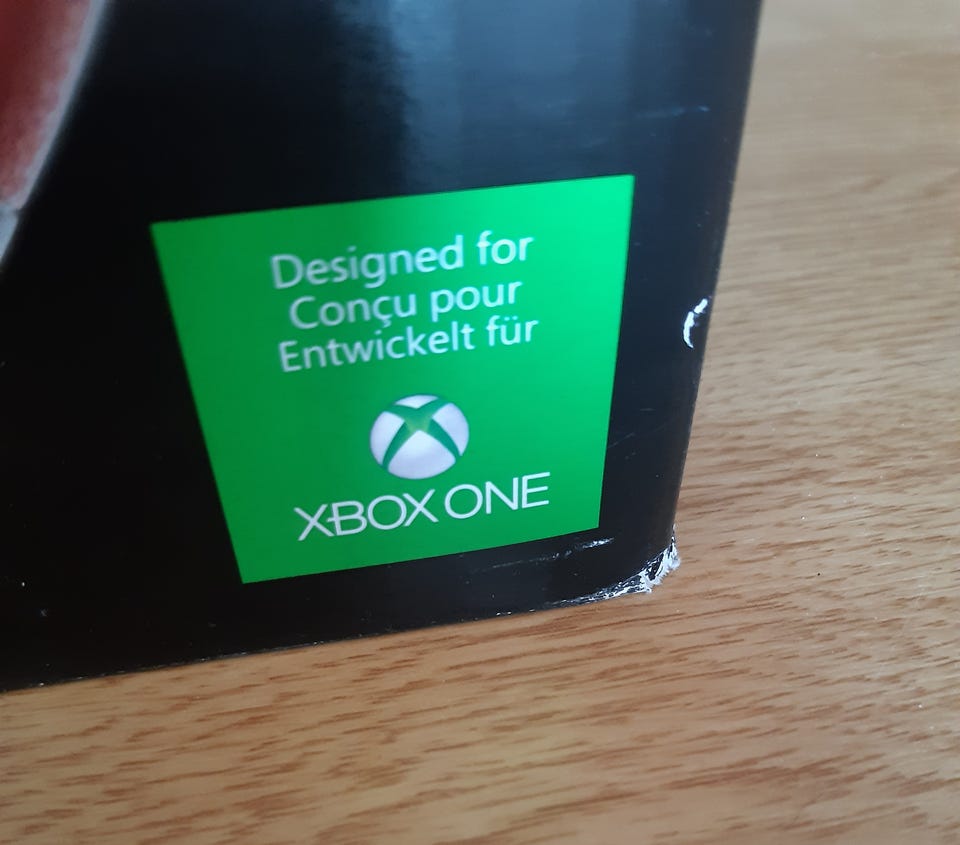 Designed for
Conçu pour
Entwickelt für
XBOX ONE